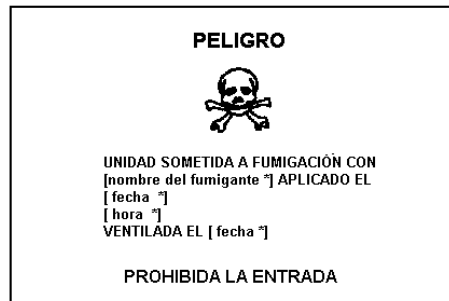 PELIGRO
UNIDAD SOMETIDA A FUMIGACIÓN CON
[nombre del fumigante *] APLICADO EL
[ fecha *]
[ hora *]
VENTILADA EL [ fecha *]
PROHIBIDA LA ENTRADA